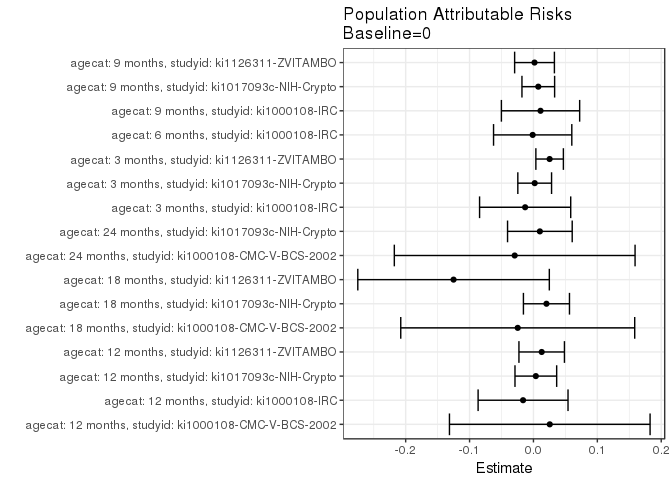 Population Attributable Risks
Baseline=0
agecat: 9 months, studyid: ki1126311-ZVITAMBO
agecat: 9 months, studyid: ki1017093c-NIH-Crypto
agecat: 9 months, studyid: ki1000108-IRC
agecat: 6 months, studyid: ki1000108-IRC
agecat: 3 months, studyid: ki1126311-ZVITAMBO
agecat: 3 months, studyid: ki1017093c-NIH-Crypto
agecat: 3 months, studyid: ki1000108-IRC
agecat: 24 months, studyid: ki1017093c-NIH-Crypto
agecat: 24 months, studyid: ki1000108-CMC-V-BCS-2002
agecat: 18 months, studyid: ki1126311-ZVITAMBO
agecat: 18 months, studyid: ki1017093c-NIH-Crypto
agecat: 18 months, studyid: ki1000108-CMC-V-BCS-2002
agecat: 12 months, studyid: ki1126311-ZVITAMBO
agecat: 12 months, studyid: ki1017093c-NIH-Crypto
agecat: 12 months, studyid: ki1000108-IRC
agecat: 12 months, studyid: ki1000108-CMC-V-BCS-2002
-0.2 -0.1 0.0 0.1 0.2
Estimate